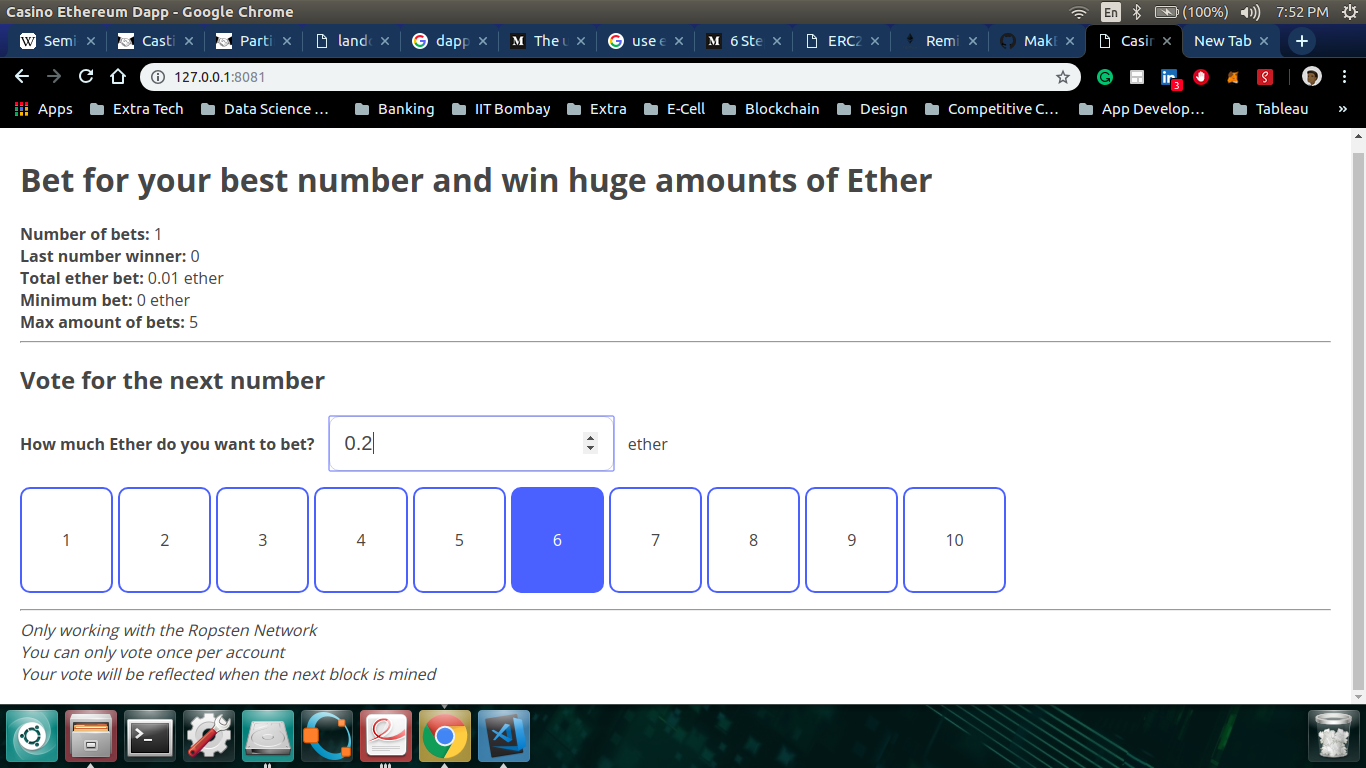 Casino Ethereum Dapp - Google Chrome En (100%) 7:52 PM
Semi Casti Parti lando dapp The u use e 6 Ste ERC2 Remi MakE Casin New Tab
127.0.0.1:8081 3
Apps Extra Tech Data Science ... Banking IIT Bombay Extra E-Cell Blockchain Design Competitive C... App Develop... Tableau »
Bet for your best number and win huge amounts of Ether
Number of bets: 1
Last number winner: 0
Total ether bet: 0.01 ether
Minimum bet: 0 ether
Max amount of bets: 5
Vote for the next number
How much Ether do you want to bet? 0.2 ether
1 2 3 4 5 6 7 8 9 10
Only working with the Ropsten Network
You can only vote once per account
Your vote will be reflected when the next block is mined